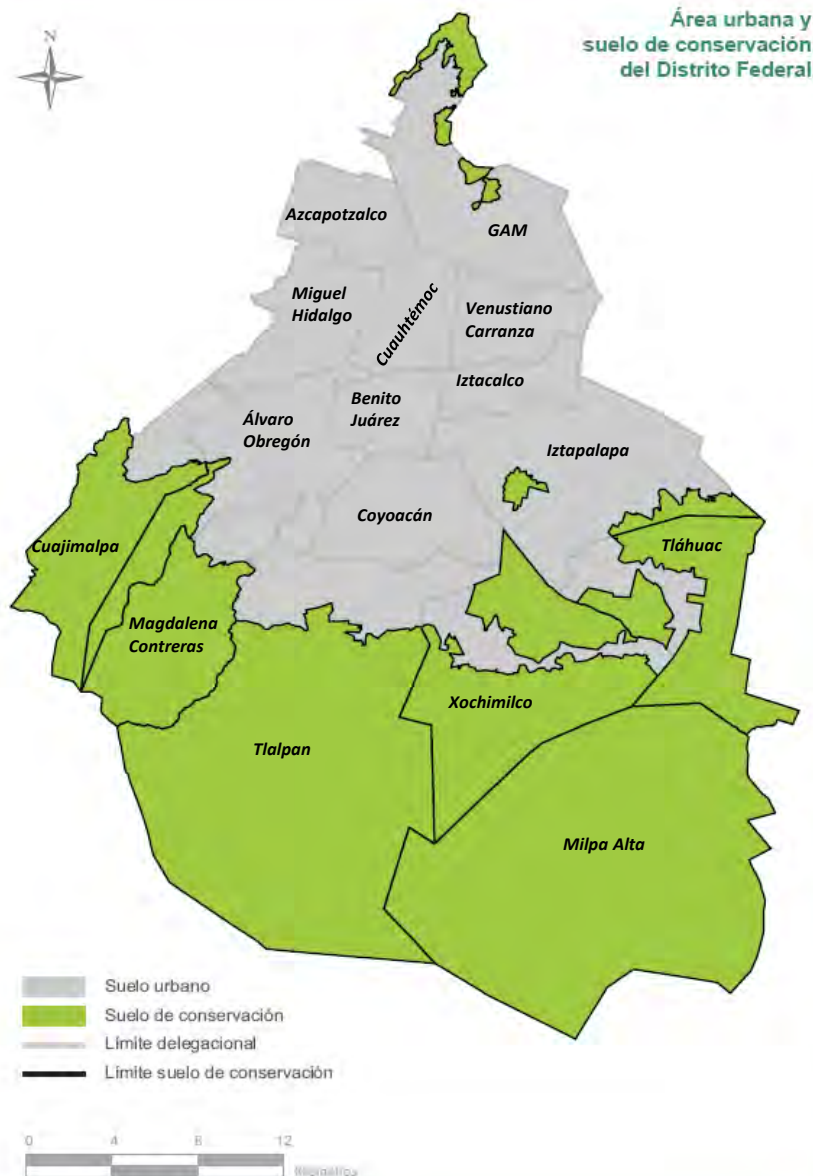 Área urbana y
suelo de conservación
del Distrito Federal
N
Azcapotzalco
GAM
Miguel
Hidalgo
Cuauhtémoc
Venustiano
Carranza
Iztacalco
Benito
Juárez
Álvaro
Obregón
Iztapalapa
Coyoacán
Cuajimalpa
Tláhuac
Magdalena
Contreras
Xochimilco
Tlalpan
Milpa Alta
Suelo urbano
Suelo de conservación
Límite delegacional
Límite suelo de conservación
0 4 8 12
Kilómetros